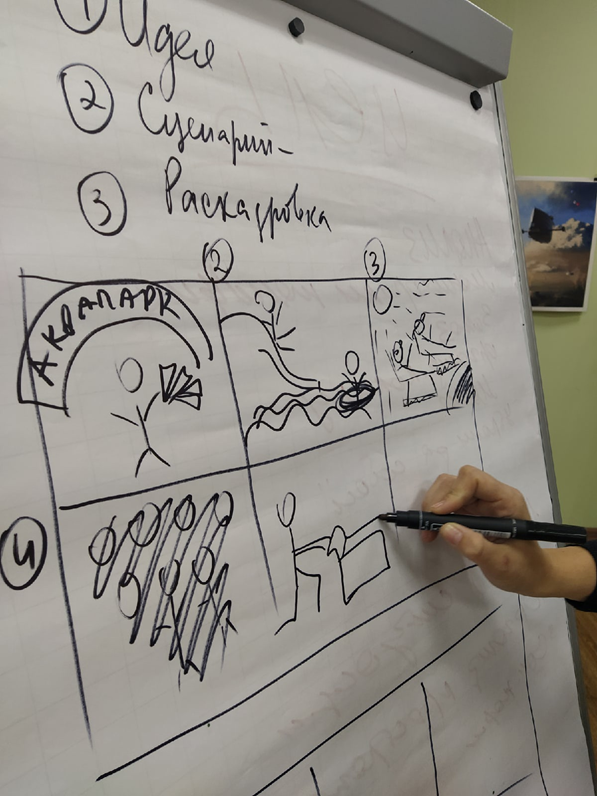 ① Идея
② Сценарий-
③ Раскадровка
② ③
АКВАПАРК
④